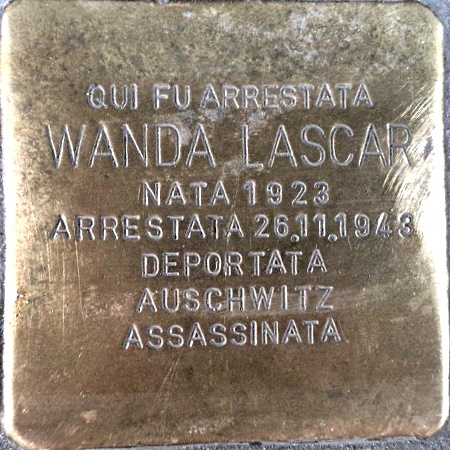 QUI FU ARRESTATA
WANDA LASCAR
NATA 1923
ARRESTATA 26.11.1943
DEPORTATA
AUSCHWITZ
ASSASSINATA